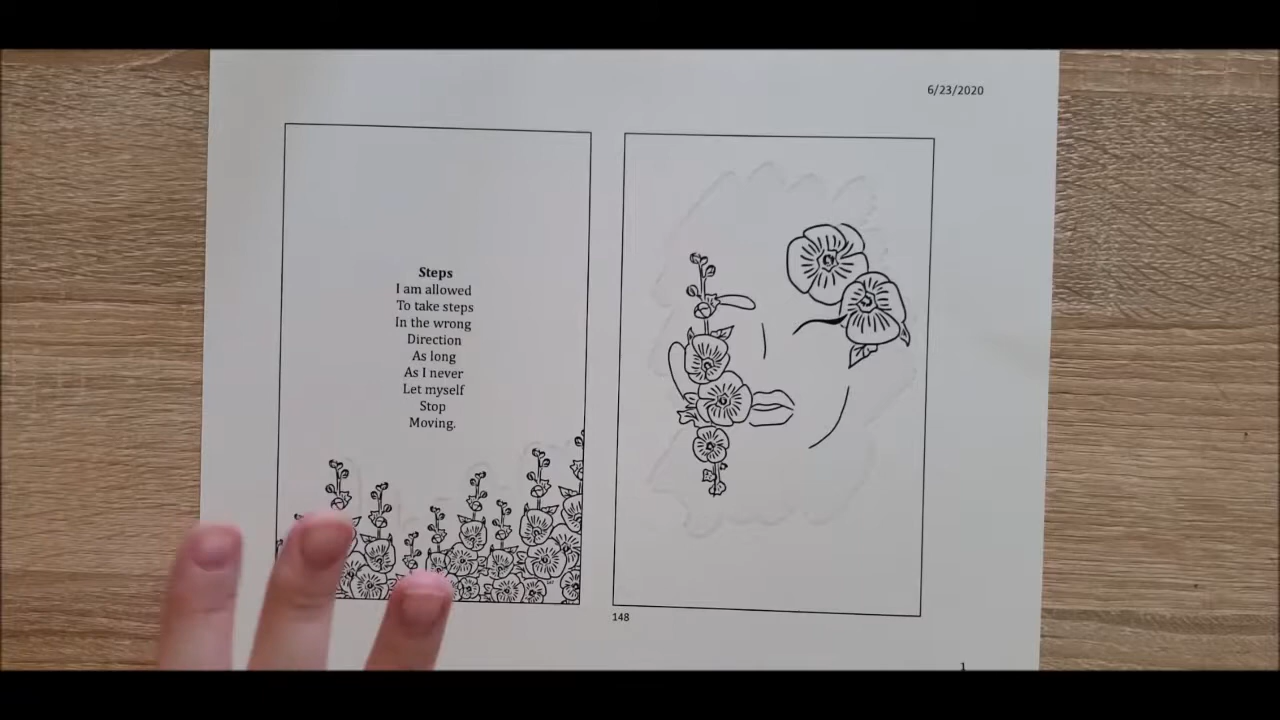 6/23/2020
Steps
I am allowed
To take steps
In the wrong
Direction
As long
As I never
Let myself
Stop
Moving.
148
1